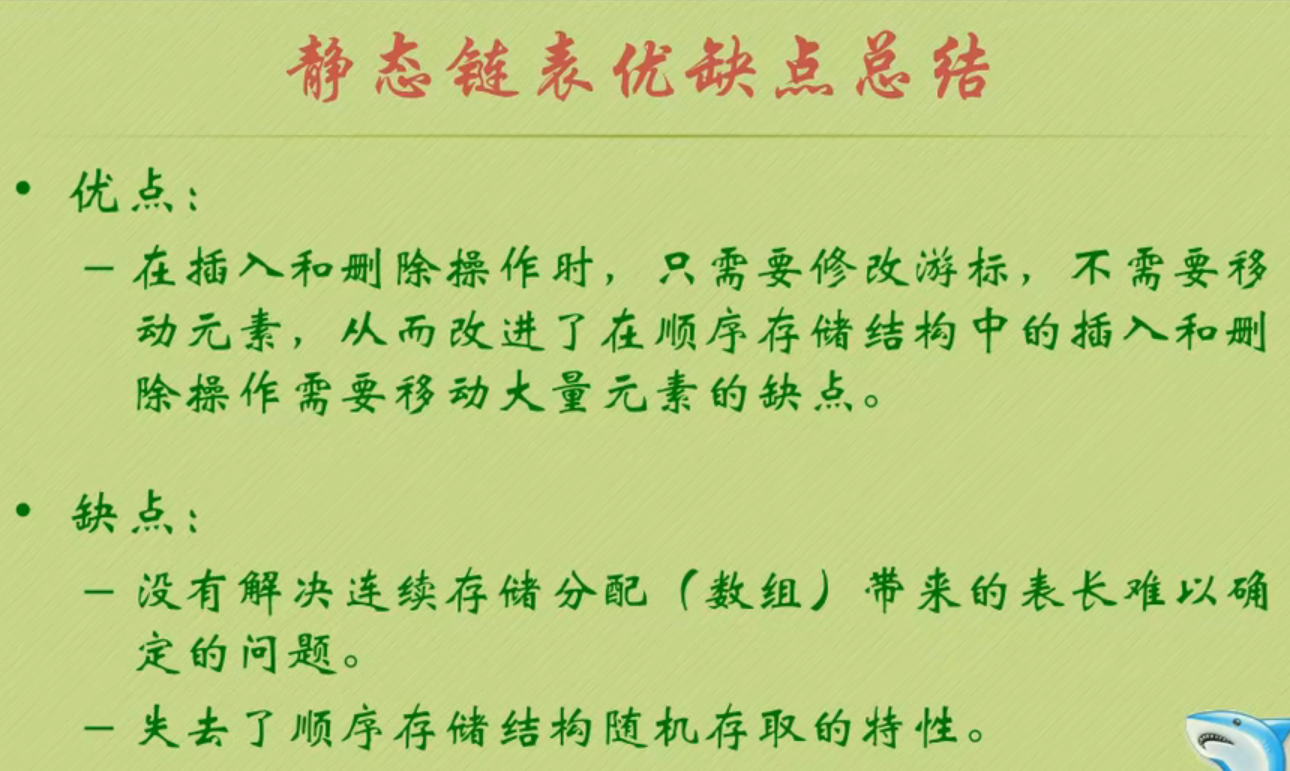 静态链表优缺点总结
• 优点：
– 在插入和删除操作时，只需要修改游标，不需要移
动元素，从而改进了在顺序存储结构中的插入和删
除操作需要移动大量元素的缺点。
• 缺点：
– 没有解决连续存储分配（数组）带来的表长难以确
定的问题。
– 失去了顺序存储结构随机存取的特性。